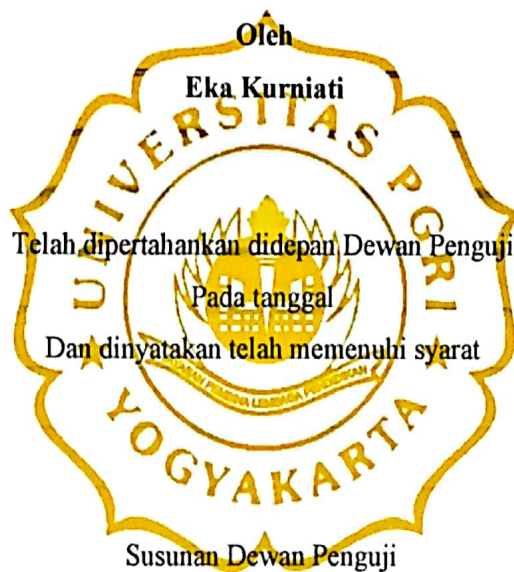 Oleh
Eka Kurniati
UNIVERSITAS PGRI
Telah dipertahankan didepan Dewan Penguji
Pada tanggal
Dan dinyatakan telah memenuhi syarat
YOGYAKARTA
Susunan Dewan Penguji